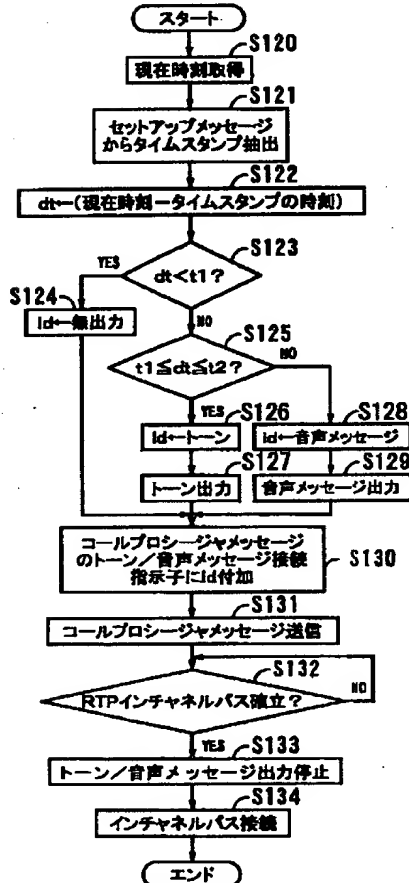 スタート
S120
現在時刻取得
S121
セットアップメッセージ
からタイムスタンプ抽出
S122
dt←(現在時刻－タイムスタンプの時刻)
S123
dt<t1?
YES
NO
S124
id←無出力
S125
t1≦dt≦t2?
NO
YES
S126
id←トーン
S128
id←音声メッセージ
S127
トーン出力
S129
音声メッセージ出力
コールプロシージャメッセージ
のトーン/音声メッセージ接続
指示子にid付加
S130
S131
コールプロシージャメッセージ送信
S132
RTPインチャネルパス確立?
NO
YES
S133
トーン/音声メッセージ出力停止
S134
インチャネルパス接続
エンド